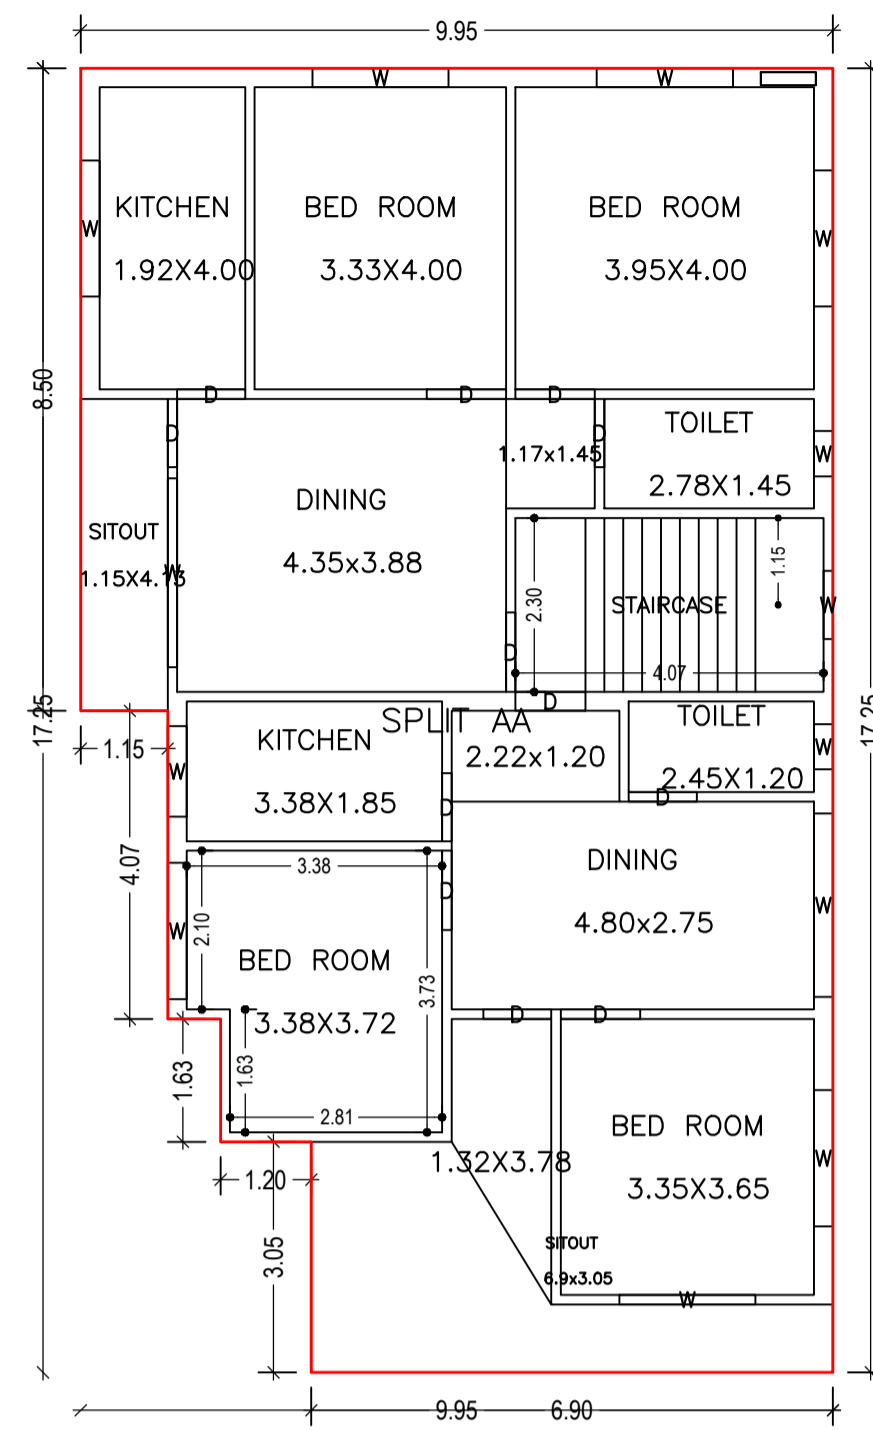 9.95
W W
KITCHEN BED ROOM BED ROOM
W W
1.92X4.00 3.33X4.00 3.95X4.00
8.50
D D D
D D
TOILET
1.17x1.45 W
2.78X1.45
DINING
SITOUT
4.35x3.88
1.15X4.13 W
1.15
2.30 STAIRCASE W
D
4.07
D
17.25 17.25
SPLIT AA TOILET
KITCHEN
1.15 2.22x1.20 W
W 2.45X1.20
3.38X1.85 D
D
4.07
3.38 DINING
D
2.10 W
W 4.80x2.75
BED ROOM
3.73
3.38X3.72 D D
1.63 1.63
2.81
BED ROOM
1.32X3.78 W
1.20 3.35X3.65
3.05 SITOUT
6.9x3.05
W
9.95 6.90